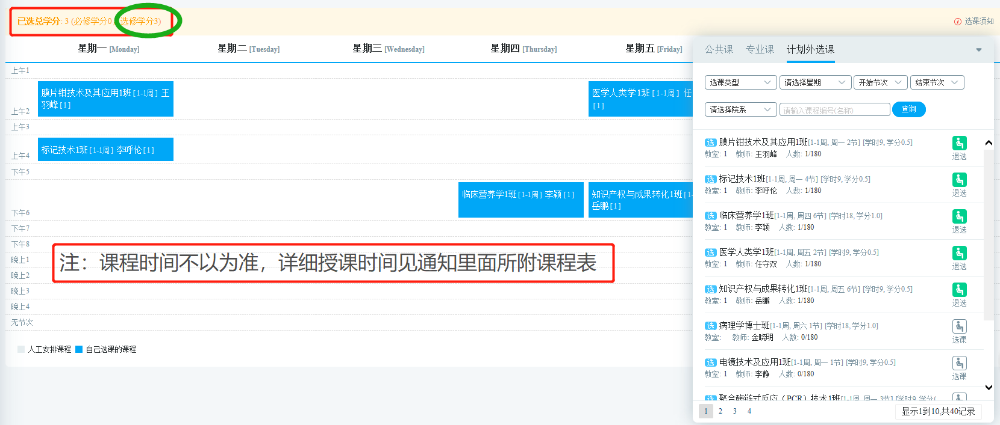 已选总学分: 3 (必修学分0 选修学分3)
选课须知
星期一 [Monday] 星期二 [Tuesday] 星期三 [Wednesday] 星期四 [Thursday] 星期五 [Friday]
上午1
膜片钳技术及其应用1班 [1-1周] 王
羽峰 [1]
医学人类学1班 [1-1周] 任
[1]
上午2
上午3
标记技术1班 [1-1周] 李呼伦 [1]
上午4
下午5
临床营养学1班 [1-1周] 李颖 [1]
知识产权与成果转化1班 [1-
岳鹏 [1]
下午6
下午7
下午8
晚上1
注：课程时间不以为准，详细授课时间见通知里面所附课程表
晚上2
晚上3
晚上4
无节次
人工安排课程 自己选课的课程
公共课 专业课 计划外选课
选课类型 请选择星期 开始节次 结束节次
请选择院系 请输入课程编号(名称) 查询
选 膜片钳技术及其应用1班[1-1周, 周一 2节] [学时9, 学分0.5]
教室: 1 教师: 王羽峰 人数: 1/180
退选
选 标记技术1班[1-1周, 周一 4节] [学时9, 学分0.5]
教室: 1 教师: 李呼伦 人数: 1/180
退选
选 临床营养学1班[1-1周, 周四 6节] [学时18, 学分1.0]
教室: 1 教师: 李颖 人数: 1/180
退选
选 医学人类学1班[1-1周, 周五 2节] [学时9, 学分0.5]
教室: 1 教师: 任守双 人数: 1/180
退选
选 知识产权与成果转化1班[1-1周, 周五 6节] [学时9, 学分0.5]
教室: 1 教师: 岳鹏 人数: 1/180
退选
选 病理学博士班[1-1周, 周六 1节] [学时18, 学分1.0]
教室: 教师: 金晓明 人数: 0/180
选课
选 电镜技术及应用1班[1-1周, 周一 1节] [学时9, 学分0.5]
教室: 1 教师: 李静 人数: 0/180
选课
选 聚合酶链式反应（PCR）技术1班[1-1周, 周一 3节] [学时9, 学分(
1 2 3 4
显示1到10,共40记录